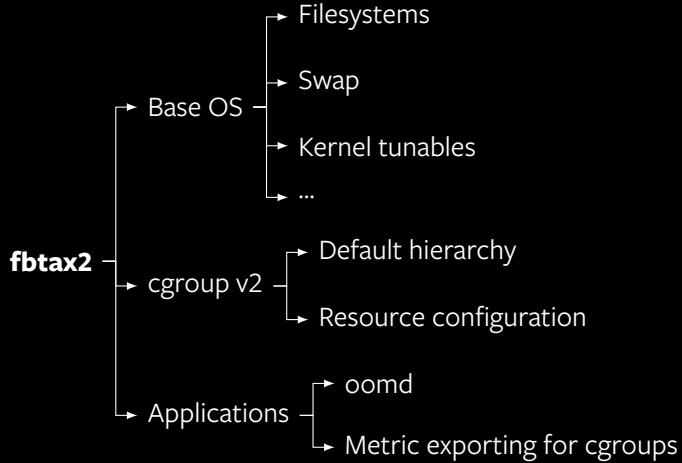 fbtax2
Base OS
Filesystems
Swap
Kernel tunables
...
cgroup v2
Default hierarchy
Resource configuration
Applications
oomd
Metric exporting for cgroups